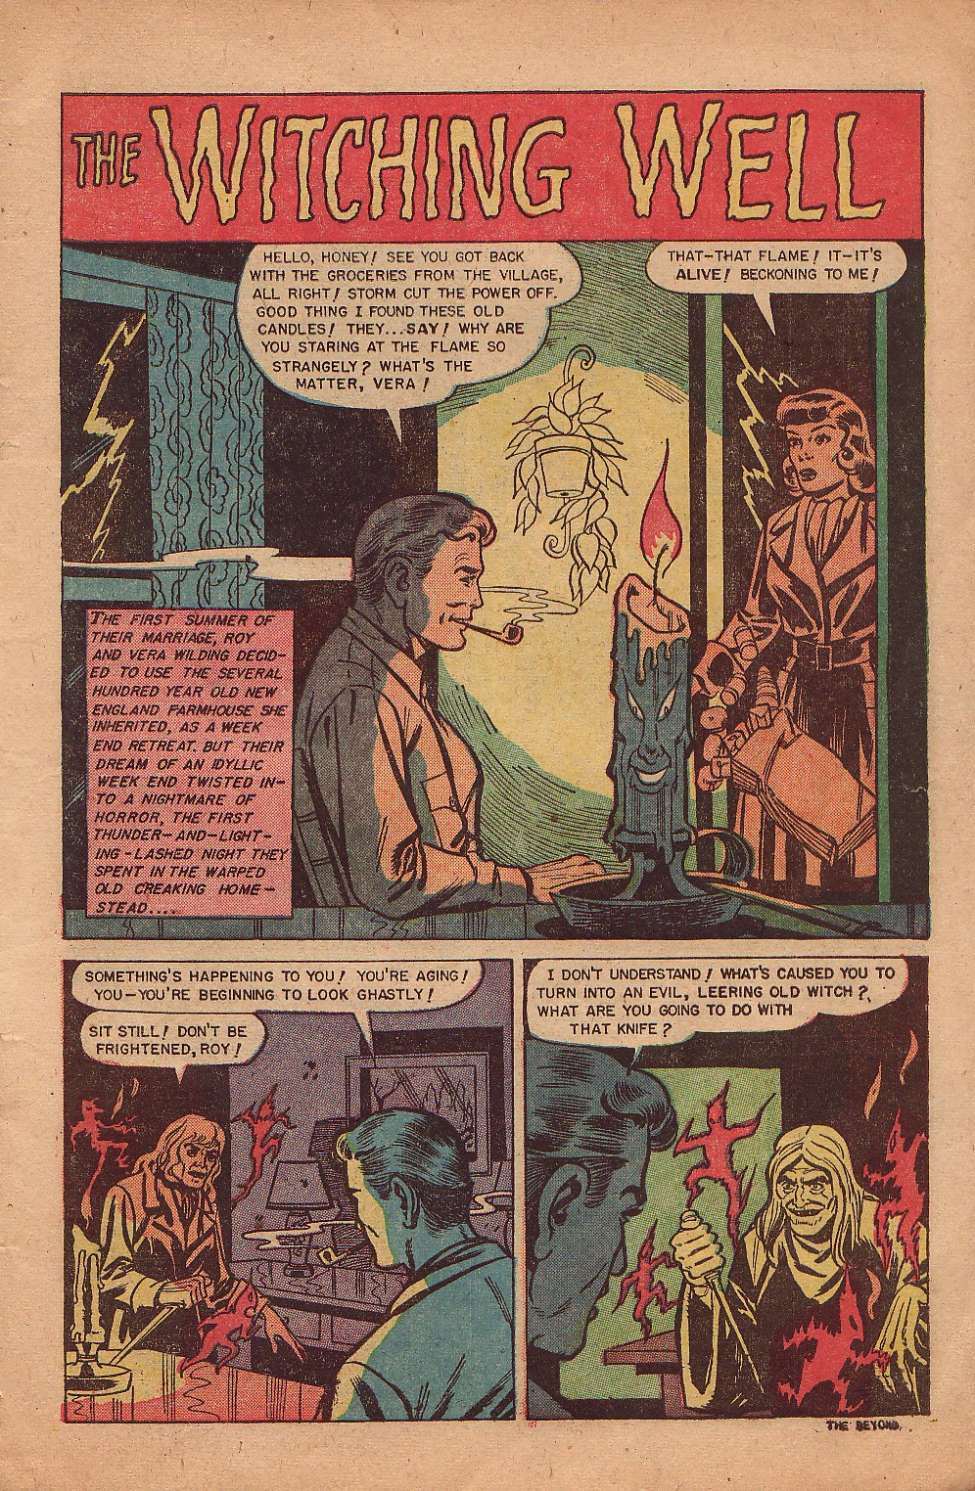 THE WITCHING WELL
HELLO, HONEY! SEE YOU GOT BACK
WITH THE GROCERIES FROM THE VILLAGE,
ALL RIGHT! STORM CUT THE POWER OFF.
GOOD THING I FOUND THESE OLD
CANDLES! THEY...SAY! WHY ARE
YOU STARING AT THE FLAME SO
STRANGELY? WHAT'S THE
MATTER, VERA!
THAT-THAT FLAME! IT-IT'S
ALIVE! BECKONING TO ME!
THE FIRST SUMMER OF
THEIR MARRIAGE, ROY
AND VERA WILDING DECID-
ED TO USE THE SEVERAL
HUNDRED YEAR OLD NEW
ENGLAND FARMHOUSE SHE
INHERITED, AS A WEEK
END RETREAT. BUT THEIR
DREAM OF AN IDYLLIC
WEEK END TWISTED IN-
TO A NIGHTMARE OF
HORROR, THE FIRST
THUNDER-AND-LIGHT-
ING-LASHED NIGHT THEY
SPENT IN THE WARPED
OLD CREAKING HOME-
STEAD....
SOMETHING'S HAPPENING TO YOU! YOU'RE AGING!
YOU-YOU'RE BEGINNING TO LOOK GHASTLY!
SIT STILL! DON'T BE
FRIGHTENED, ROY!
I DON'T UNDERSTAND! WHAT'S CAUSED YOU TO
TURN INTO AN EVIL, LEERING OLD WITCH?
WHAT ARE YOU GOING TO DO WITH
THAT KNIFE?
THE BEYOND.